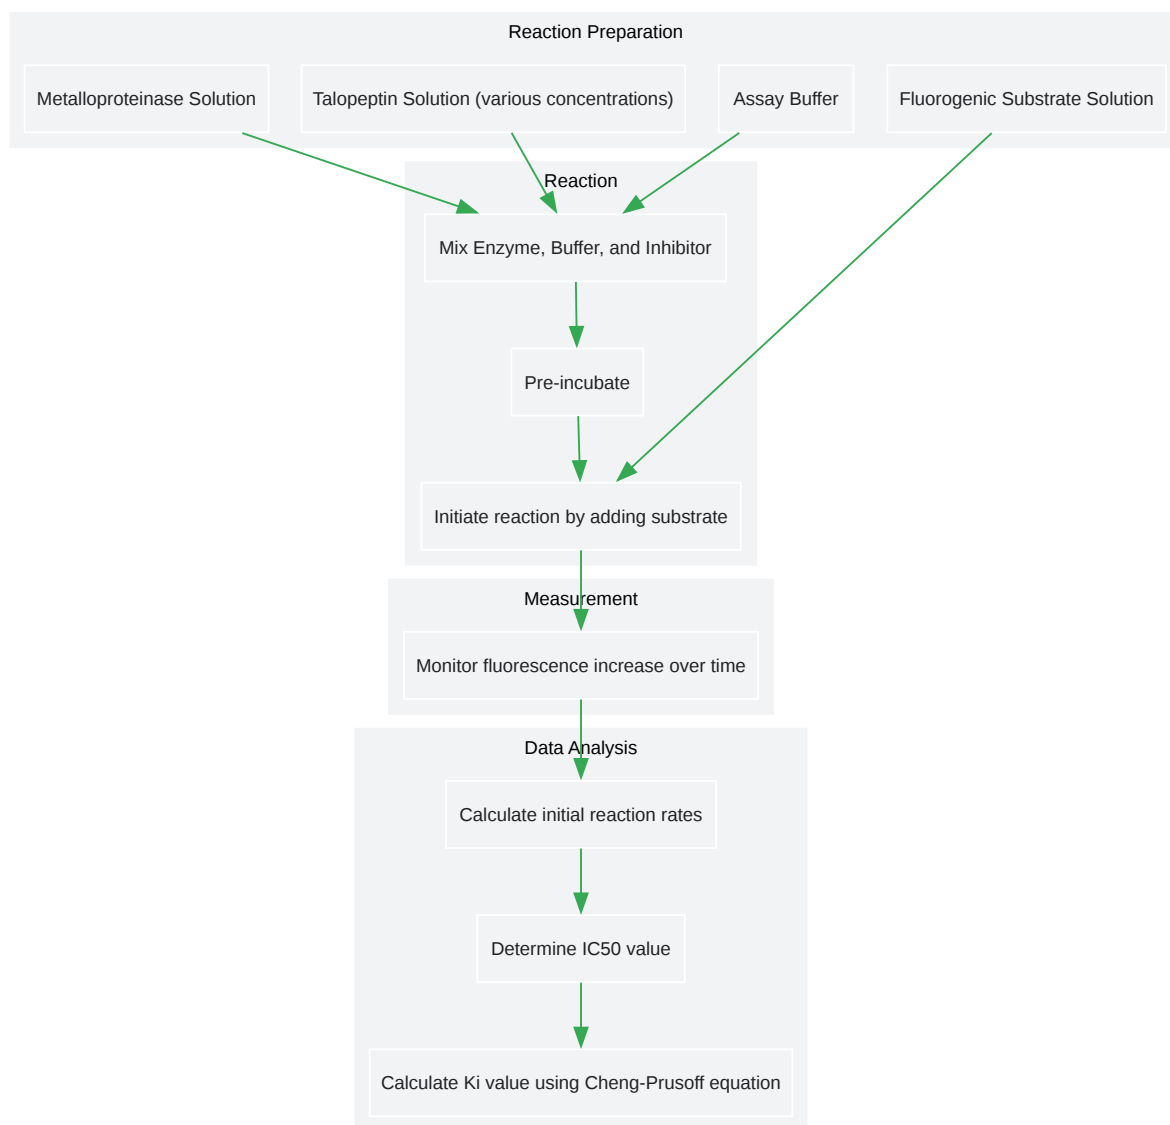 Reaction Preparation
Metalloproteinase Solution
Talopeptin Solution (various concentrations)
Assay Buffer
Fluorogenic Substrate Solution
Reaction
Mix Enzyme, Buffer, and Inhibitor
Pre-incubate
Initiate reaction by adding substrate
Measurement
Monitor fluorescence increase over time
Data Analysis
Calculate initial reaction rates
Determine IC50 value
Calculate Ki value using Cheng-Prusoff equation